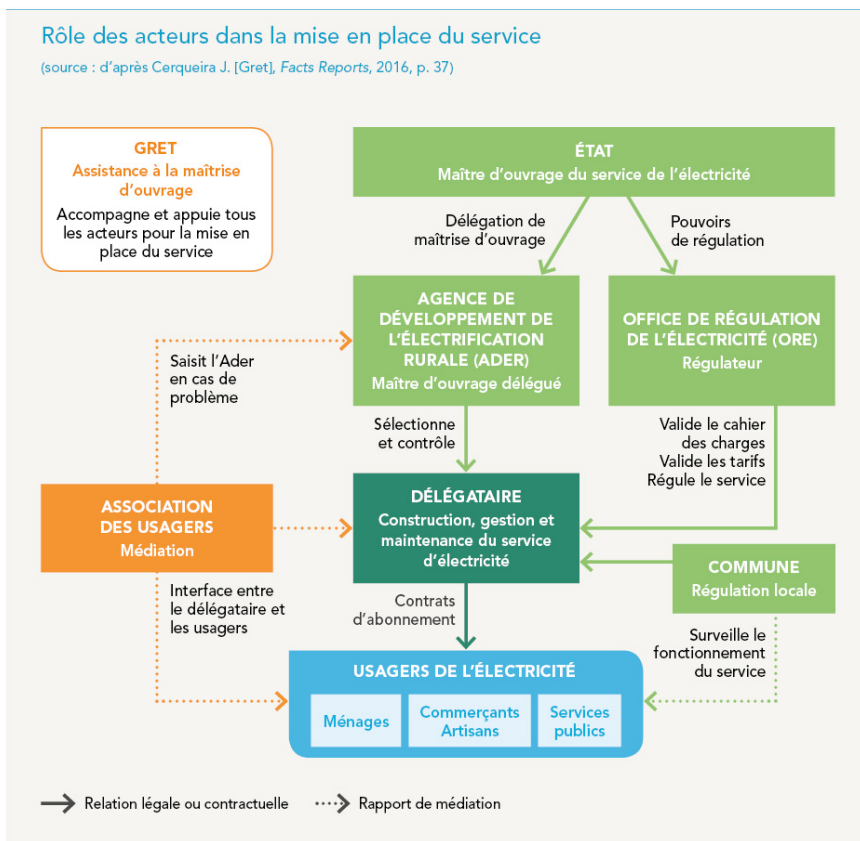 Rôle des acteurs dans la mise en place du service
(source : d'après Cerqueira J. [Gret], Facts Reports, 2016, p. 37)
GRET
Assistance à la maîtrise
d'ouvrage
Accompagne et appuie tous
les acteurs pour la mise en
place du service
ÉTAT
Maître d'ouvrage du service de l'électricité
Délégation de
maîtrise d'ouvrage
Pouvoirs
de régulation
AGENCE DE
DÉVELOPPEMENT DE
L'ÉLECTRIFICATION
RURALE (ADER)
Maître d'ouvrage délégué
OFFICE DE RÉGULATION
DE L'ÉLECTRICITÉ (ORE)
Régulateur
Saisit l'Ader
en cas de
problème
Sélectionne
et contrôle
Valide le cahier
des charges
Valide les tarifs
Régule le service
ASSOCIATION
DES USAGERS
Médiation
DÉLÉGATAIRE
Construction, gestion et
maintenance du service
d'électricité
COMMUNE
Régulation locale
Interface entre
le délégataire et
les usagers
Contrats
d'abonnement
Surveille le
fonctionnement
du service
USAGERS DE L'ÉLECTRICITÉ
Ménages
Commerçants
Artisans
Services
publics
Relation légale ou contractuelle
Rapport de médiation